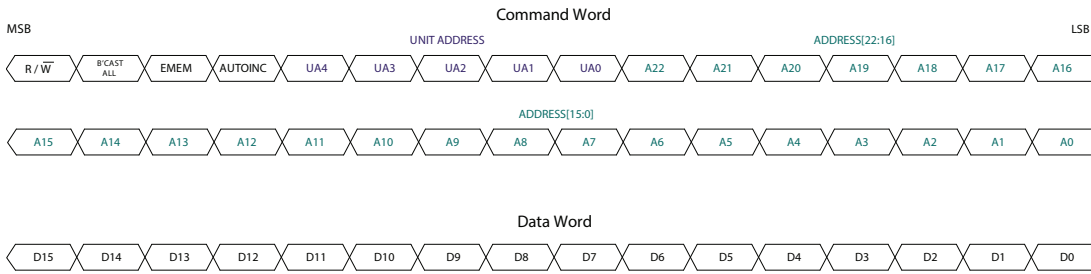 Command Word
MSB LSB
UNIT ADDRESS ADDRESS[22:16]
R / W B'CAST ALL EMEM AUTOINC UA4 UA3 UA2 UA1 UA0 A22 A21 A20 A19 A18 A17 A16
ADDRESS[15:0]
A15 A14 A13 A12 A11 A10 A9 A8 A7 A6 A5 A4 A3 A2 A1 A0
Data Word
D15 D14 D13 D12 D11 D10 D9 D8 D7 D6 D5 D4 D3 D2 D1 D0